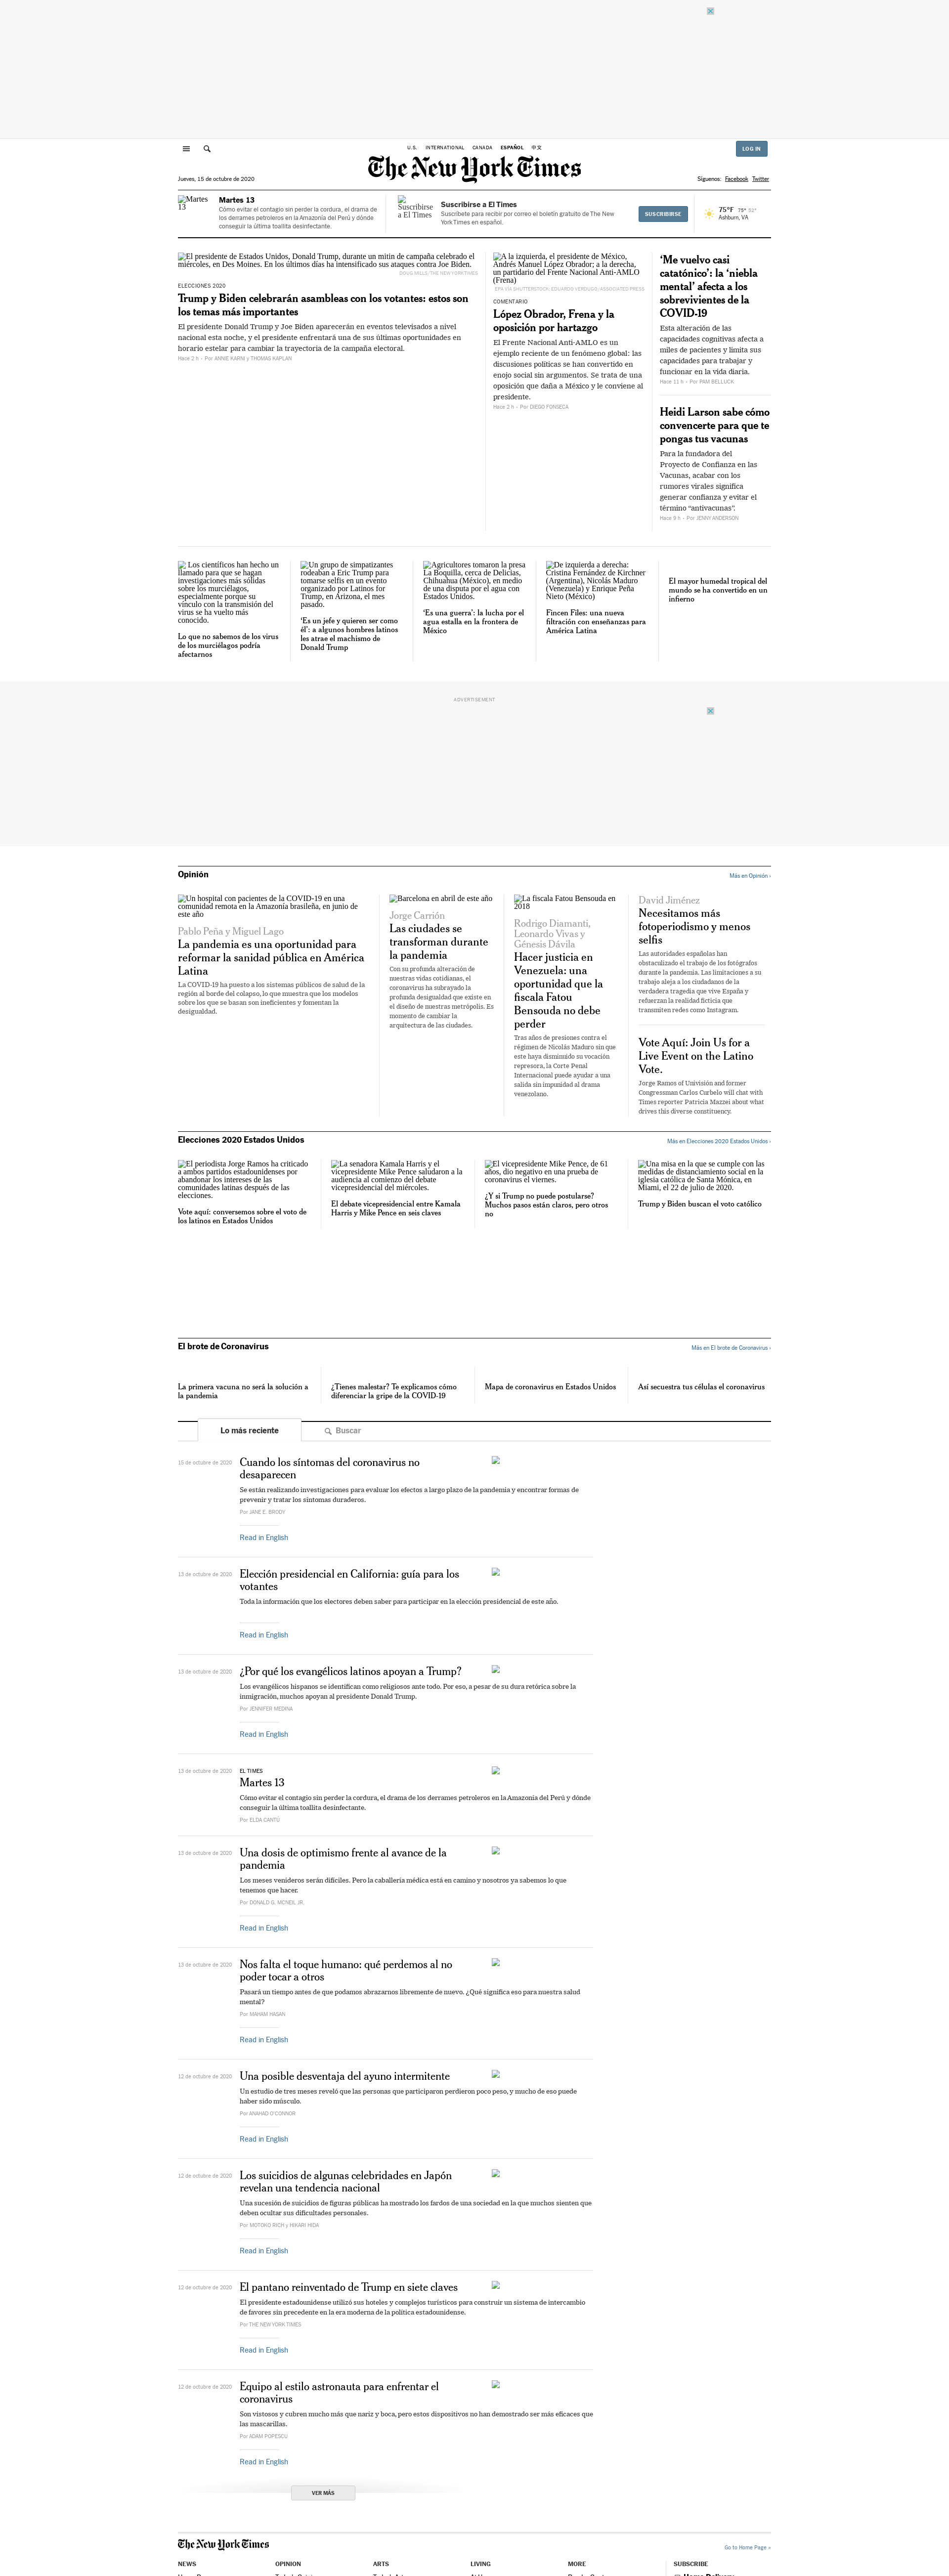 U.S. INTERNATIONAL CANADA ESPAÑOL 中文
LOG IN
The New York Times
Jueves, 15 de octubre de 2020
Síguenos: Facebook Twitter
Martes 13
Martes 13
Cómo evitar el contagio sin perder la cordura, el drama de
los derrames petroleros en la Amazonía del Perú y dónde
conseguir la última toallita desinfectante.
Suscribirse a El Times
Suscribirse a El Times
Suscríbete para recibir por correo el boletín gratuito de The New
York Times en español.
SUSCRIBIRSE
75°F 75° 52°
Ashburn, VA
El presidente de Estados Unidos, Donald Trump, durante un mitin de campaña celebrado el
miércoles, en Des Moines. En los últimos días ha intensificado sus ataques contra Joe Biden.
DOUG MILLS/THE NEW YORK TIMES
ELECCIONES 2020
Trump y Biden celebrarán asambleas con los votantes: estos son
los temas más importantes
El presidente Donald Trump y Joe Biden aparecerán en eventos televisados a nivel
nacional esta noche, y el presidente enfrentará una de sus últimas oportunidades en
horario estelar para cambiar la trayectoria de la campaña electoral.
Hace 2 h - Por ANNIE KARNI y THOMAS KAPLAN
A la izquierda, el presidente de México,
Andrés Manuel López Obrador; a la derecha,
un partidario del Frente Nacional Anti-AMLO
(Frena)
EPA VIA SHUTTERSTOCK; EDUARDO VERDUGO/ASSOCIATED PRESS
COMENTARIO
López Obrador, Frena y la
oposición por hartazgo
El Frente Nacional Anti-AMLO es un
ejemplo reciente de un fenómeno global: las
discusiones políticas se han convertido en
enojo social sin argumentos. Se trata de una
oposición que daña a México y le conviene al
presidente.
Hace 2 h - Por DIEGO FONSECA
‘Me vuelvo casi
catatónico’: la ‘niebla
mental’ afecta a los
sobrevivientes de la
COVID-19
Esta alteración de las
capacidades cognitivas afecta a
miles de pacientes y limita sus
capacidades para trabajar y
funcionar en la vida diaria.
Hace 11 h - Por PAM BELLUCK
Heidi Larson sabe cómo
convencerte para que te
pongas tus vacunas
Para la fundadora del
Proyecto de Confianza en las
Vacunas, acabar con los
rumores virales significa
generar confianza y evitar el
término “antivacunas”.
Hace 9 h - Por JENNY ANDERSON
Los científicos han hecho un
llamado para que se hagan
investigaciones más sólidas
sobre los murciélagos,
especialmente porque su
vínculo con la transmisión del
virus se ha vuelto más
conocido.
Lo que no sabemos de los virus
de los murciélagos podría
afectarnos
Un grupo de simpatizantes
rodeaban a Eric Trump para
tomarse selfis en un evento
organizado por Latinos for
Trump, en Arizona, el mes
pasado.
‘Es un jefe y quieren ser como
él’: a algunos hombres latinos
les atrae el machismo de
Donald Trump
Agricultores tomaron la presa
La Boquilla, cerca de Delicias,
Chihuahua (México), en medio
de una disputa por el agua con
Estados Unidos.
‘Es una guerra’: la lucha por el
agua estalla en la frontera de
México
De izquierda a derecha:
Cristina Fernández de Kirchner
(Argentina), Nicolás Maduro
(Venezuela) y Enrique Peña
Nieto (México)
Fincen Files: una nueva
filtración con enseñanzas para
América Latina
El mayor humedal tropical del
mundo se ha convertido en un
infierno
ADVERTISEMENT
Opinión
Más en Opinión ›
Un hospital con pacientes de la COVID-19 en una
comunidad remota en la Amazonia brasileña, en junio de
este año
Pablo Peña y Miguel Lago
La pandemia es una oportunidad para
reformar la sanidad pública en América
Latina
La COVID-19 ha puesto a los sistemas públicos de salud de la
región al borde del colapso, lo que muestra que los modelos
sobre los que se basan son ineficientes y fomentan la
desigualdad.
Barcelona en abril de este año
Jorge Carrión
Las ciudades se
transforman durante
la pandemia
Con su profunda alteración de
nuestras vidas cotidianas, el
coronavirus ha subrayado la
profunda desigualdad que existe en
el diseño de nuestras metrópolis. Es
momento de cambiar la
arquitectura de las ciudades.
La fiscala Fatou Bensouda en
2018
Rodrigo Diamanti,
Leonardo Vivas y
Génesis Dávila
Hacer justicia en
Venezuela: una
oportunidad que la
fiscala Fatou
Bensouda no debe
perder
Tras años de presiones contra el
régimen de Nicolás Maduro sin que
este haya disminuido su vocación
represora, la Corte Penal
Internacional puede ayudar a una
salida sin impunidad al drama
venezolano.
David Jiménez
Necesitamos más
fotoperiodismo y menos
selfis
Las autoridades españolas han
obstaculizado el trabajo de los fotógrafos
durante la pandemia. Las limitaciones a su
trabajo aleja a los ciudadanos de la
verdadera tragedia que vive España y
refuerzan la realidad ficticia que
transmiten redes como Instagram.
Vote Aquí: Join Us for a
Live Event on the Latino
Vote.
Jorge Ramos of Univisión and former
Congressman Carlos Curbelo will chat with
Times reporter Patricia Mazzei about what
drives this diverse constituency.
Elecciones 2020 Estados Unidos
Más en Elecciones 2020 Estados Unidos ›
El periodista Jorge Ramos ha criticado
a ambos partidos estadounidenses por
abandonar los intereses de las
comunidades latinas después de las
elecciones.
Vote aquí: conversemos sobre el voto de
los latinos en Estados Unidos
La senadora Kamala Harris y el
vicepresidente Mike Pence saludaron a la
audiencia al comienzo del debate
vicepresidencial del miércoles.
El debate vicepresidencial entre Kamala
Harris y Mike Pence en seis claves
El vicepresidente Mike Pence, de 61
años, dio negativo en una prueba de
coronavirus el viernes.
¿Y si Trump no puede postularse?
Muchos pasos están claros, pero otros
no
Una misa en la que se cumple con las
medidas de distanciamiento social en la
iglesia católica de Santa Mónica, en
Miami, el 22 de julio de 2020.
Trump y Biden buscan el voto católico
El brote de Coronavirus
Más en El brote de Coronavirus ›
La primera vacuna no será la solución a
la pandemia
¿Tienes malestar? Te explicamos cómo
diferenciar la gripe de la COVID-19
Mapa de coronavirus en Estados Unidos
Así secuestra tus células el coronavirus
Lo más reciente
Buscar
15 de octubre de 2020
Cuando los síntomas del coronavirus no
desaparecen
Se están realizando investigaciones para evaluar los efectos a largo plazo de la pandemia y encontrar formas de
prevenir y tratar los síntomas duraderos.
Por JANE E. BRODY
Read in English
13 de octubre de 2020
Elección presidencial en California: guía para los
votantes
Toda la información que los electores deben saber para participar en la elección presidencial de este año.
Read in English
13 de octubre de 2020
¿Por qué los evangélicos latinos apoyan a Trump?
Los evangélicos hispanos se identifican como religiosos ante todo. Por eso, a pesar de su dura retórica sobre la
inmigración, muchos apoyan al presidente Donald Trump.
Por JENNIFER MEDINA
Read in English
13 de octubre de 2020
EL TIMES
Martes 13
Cómo evitar el contagio sin perder la cordura, el drama de los derrames petroleros en la Amazonía del Perú y dónde
conseguir la última toallita desinfectante.
Por ELDA CANTÚ
13 de octubre de 2020
Una dosis de optimismo frente al avance de la
pandemia
Los meses venideros serán difíciles. Pero la caballería médica está en camino y nosotros ya sabemos lo que
tenemos que hacer.
Por DONALD G. MCNEIL JR.
Read in English
13 de octubre de 2020
Nos falta el toque humano: qué perdemos al no
poder tocar a otros
Pasará un tiempo antes de que podamos abrazarnos libremente de nuevo. ¿Qué significa eso para nuestra salud
mental?
Por MAHAM HASAN
Read in English
12 de octubre de 2020
Una posible desventaja del ayuno intermitente
Un estudio de tres meses reveló que las personas que participaron perdieron poco peso, y mucho de eso puede
haber sido músculo.
Por ANAHAD O'CONNOR
Read in English
12 de octubre de 2020
Los suicidios de algunas celebridades en Japón
revelan una tendencia nacional
Una sucesión de suicidios de figuras públicas ha mostrado los fardos de una sociedad en la que muchos sienten que
deben ocultar sus dificultades personales.
Por MOTOKO RICH y HIKARI HIDA
Read in English
12 de octubre de 2020
El pantano reinventado de Trump en siete claves
El presidente estadounidense utilizó sus hoteles y complejos turísticos para construir un sistema de intercambio
de favores sin precedente en la era moderna de la política estadounidense.
Por THE NEW YORK TIMES
Read in English
12 de octubre de 2020
Equipo al estilo astronauta para enfrentar el
coronavirus
Son vistosos y cubren mucho más que nariz y boca, pero estos dispositivos no han demostrado ser más eficaces que
las mascarillas.
Por ADAM POPESCU
Read in English
VER MÁS
The New York Times
Go to Home Page »
NEWS OPINION ARTS LIVING MORE SUBSCRIBE